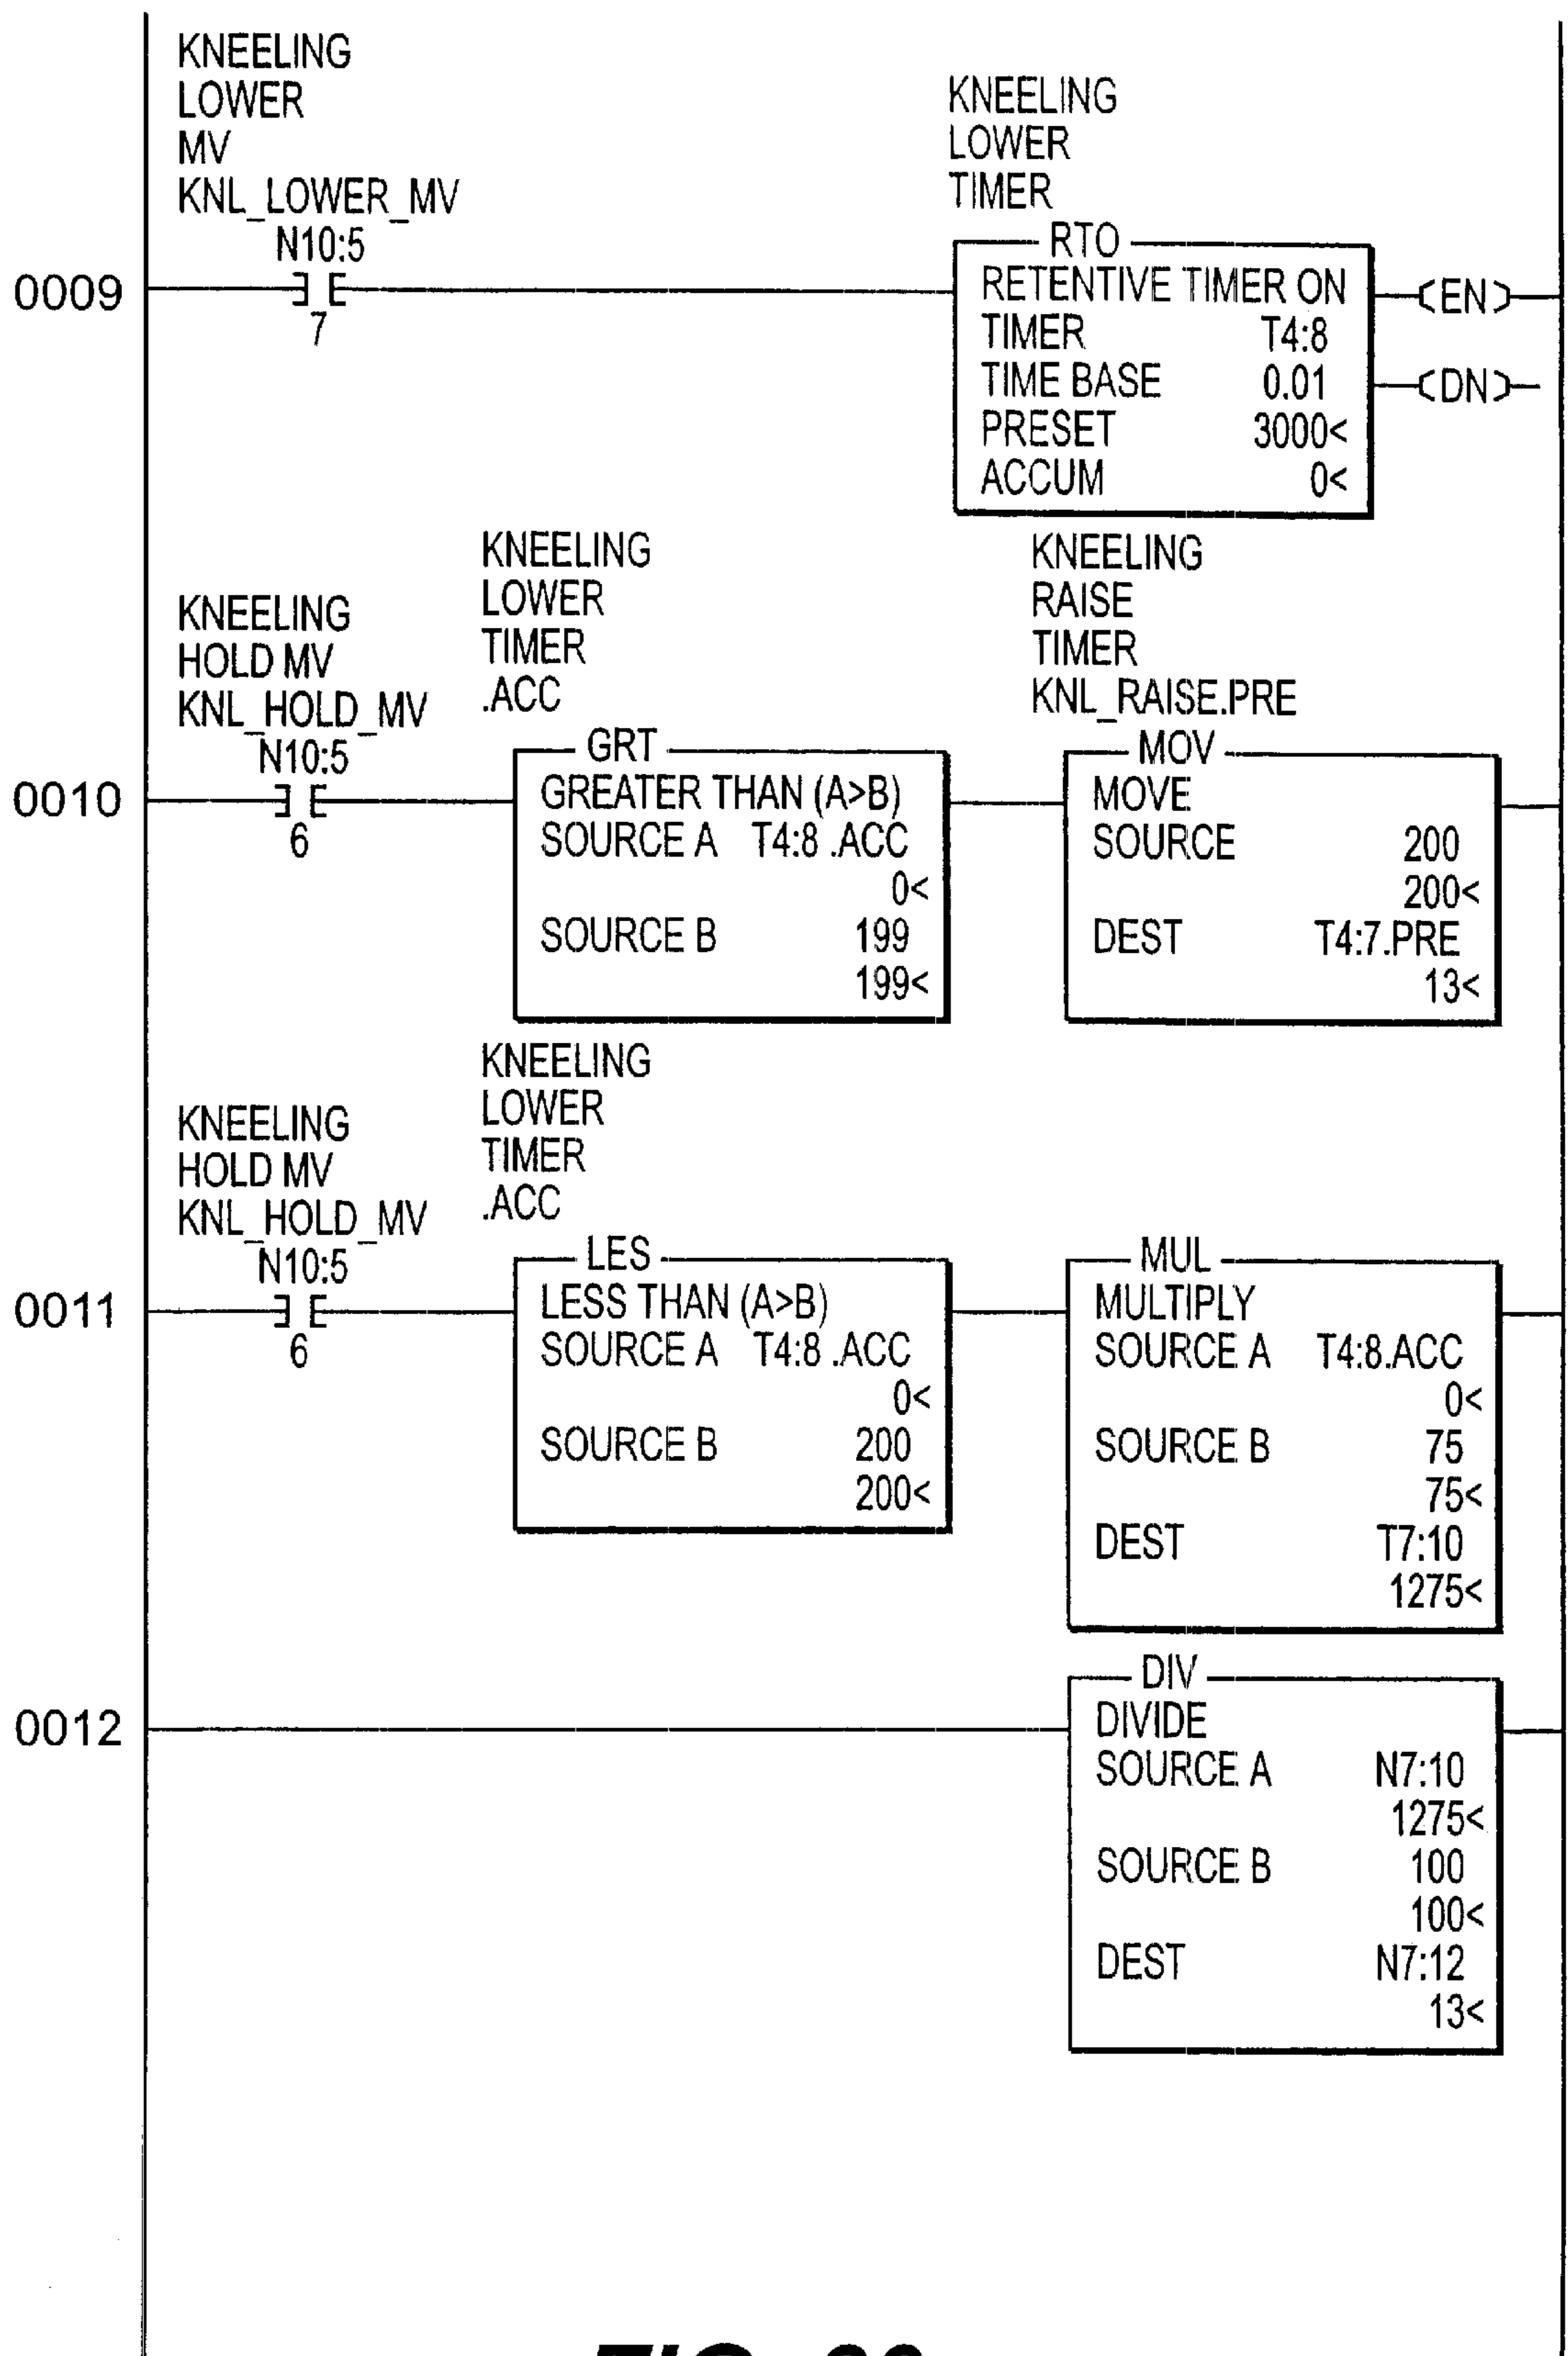 KNEELING
LOWER
MV
KNL_LOWER_MV
N10:5
7
0009
KNEELING
LOWER
TIMER
RTO
RETENTIVE TIMER ON
TIMER T4:8
TIME BASE 0.01
PRESET 3000<
ACCUM 0<
(EN)
(DN)
KNEELING
HOLD MV
KNL_HOLD_MV
N10:5
6
0010
KNEELING
LOWER
TIMER
.ACC
GRT
GREATER THAN (A>B)
SOURCE A T4:8 .ACC
0<
SOURCE B 199
199<
KNEELING
RAISE
TIMER
KNL_RAISE.PRE
MOV
MOVE
SOURCE 200
200<
DEST T4:7.PRE
13<
KNEELING
HOLD MV
KNL_HOLD_MV
N10:5
6
0011
KNEELING
LOWER
TIMER
.ACC
LES
LESS THAN (A>B)
SOURCE A T4:8 .ACC
0<
SOURCE B 200
200<
MUL
MULTIPLY
SOURCE A T4:8.ACC
0<
SOURCE B 75
75<
DEST T7:10
1275<
0012
DIV
DIVIDE
SOURCE A N7:10
1275<
SOURCE B 100
100<
DEST N7:12
13<